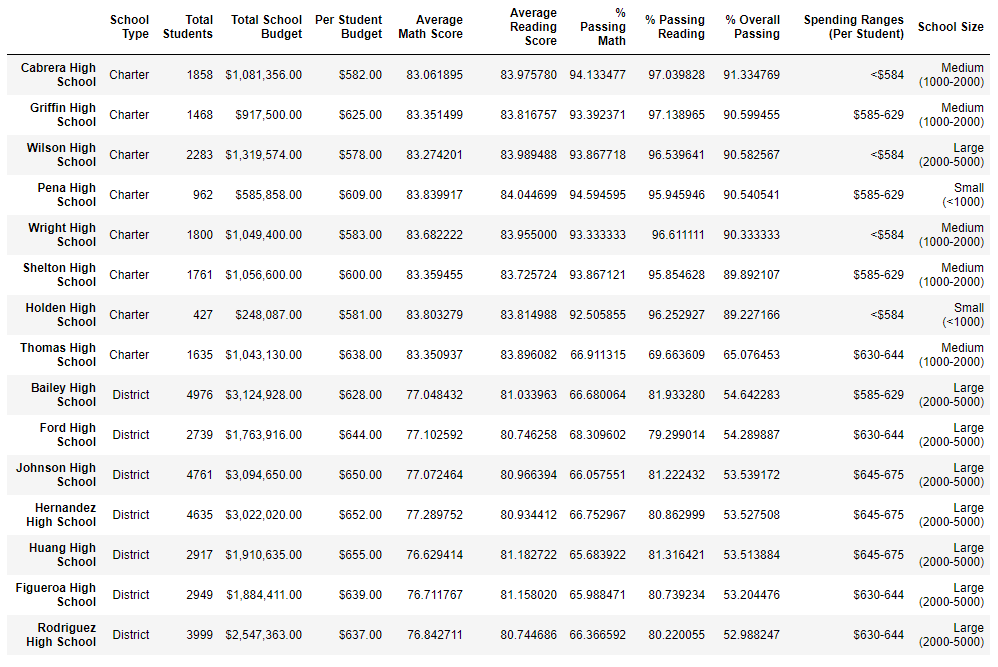 School Type Total Students Total School Budget Per Student Budget Average Math Score Average Reading Score % Passing Math % Passing Reading % Overall Passing Spending Ranges (Per Student) School Size
Cabrera High School Charter 1858 $1,081,356.00 $582.00 83.061895 83.975780 94.133477 97.039828 91.334769 <$584 Medium (1000-2000)
Griffin High School Charter 1468 $917,500.00 $625.00 83.351499 83.816757 93.392371 97.138965 90.599455 $585-629 Medium (1000-2000)
Wilson High School Charter 2283 $1,319,574.00 $578.00 83.274201 83.989488 93.867718 96.539641 90.582567 <$584 Large (2000-5000)
Pena High School Charter 962 $585,858.00 $609.00 83.839917 84.044699 94.594595 95.945946 90.540541 $585-629 Small (<1000)
Wright High School Charter 1800 $1,049,400.00 $583.00 83.682222 83.955000 93.333333 96.611111 90.333333 <$584 Medium (1000-2000)
Shelton High School Charter 1761 $1,056,600.00 $600.00 83.359455 83.725724 93.867121 95.854628 89.892107 $585-629 Medium (1000-2000)
Holden High School Charter 427 $248,087.00 $581.00 83.803279 83.814988 92.505855 96.252927 89.227166 <$584 Small (<1000)
Thomas High School Charter 1635 $1,043,130.00 $638.00 83.350937 83.896082 66.911315 69.663609 65.076453 $630-644 Medium (1000-2000)
Bailey High School District 4976 $3,124,928.00 $628.00 77.048432 81.033963 66.680064 81.933280 54.642283 $585-629 Large (2000-5000)
Ford High School District 2739 $1,763,916.00 $644.00 77.102592 80.746258 68.309602 79.299014 54.289887 $630-644 Large (2000-5000)
Johnson High School District 4761 $3,094,650.00 $650.00 77.072464 80.966394 66.057551 81.222432 53.539172 $645-675 Large (2000-5000)
Hernandez High School District 4635 $3,022,020.00 $652.00 77.289752 80.934412 66.752967 80.862999 53.527508 $645-675 Large (2000-5000)
Huang High School District 2917 $1,910,635.00 $655.00 76.629414 81.182722 65.683922 81.316421 53.513884 $645-675 Large (2000-5000)
Figueroa High School District 2949 $1,884,411.00 $639.00 76.711767 81.158020 65.988471 80.739234 53.204476 $630-644 Large (2000-5000)
Rodriguez High School District 3999 $2,547,363.00 $637.00 76.842711 80.744686 66.366592 80.220055 52.988247 $630-644 Large (2000-5000)